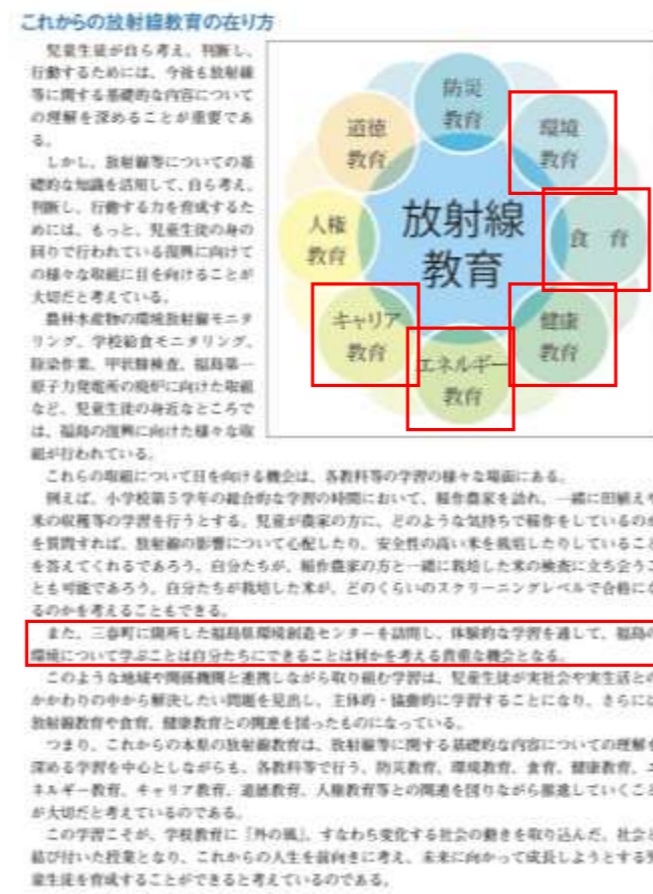 これからの放射線教育の在り方
児童生徒が自ら考え、判断し、
行動するためには、今後も放射線
等に関する基礎的な内容について
の理解を深めることが重要であ
る。
しかし、放射線等についての基
礎的な知識を活用して、自ら考え、
判断し、行動する力を育成するた
めには、もっと、児童生徒の身の
回りで行われている復興に向けて
の様々な取組に目を向けることが
大切だと考えている。
農林水産物の環境放射線モニタ
リング、学校給食モニタリング、
除染作業、甲状腺検査、福島第一
原子力発電所の廃炉に向けた取組
など、児童生徒の身近なところで
は、福島の復興に向けた様々な取
組が行われている。
防災
教育
環境
教育
食 育
健康
教育
エネルギー
教育
キャリア
教育
人権
教育
道徳
教育
放射線
教育
これらの取組について目を向ける機会は、各教科等の学習の様々な場面にある。
例えば、小学校第5学年の総合的な学習の時間において、稲作農家を訪れ、一緒に田植えや
米の収穫等の学習を行うとする。児童が農家の方に、どのような気持ちで稲作をしているのか
を質問すれば、放射線の影響について心配したり、安全性の高い米を栽培したりしていること
を答えてくれるであろう。自分たちが、稲作農家の方と一緒に栽培した米の検査に立ち会うこ
とも可能であろう。自分たちが栽培した米が、どのくらいのスクリーニングレベルで合格にな
るのかを考えることもできる。
また、三春町に開所した福島県環境創造センターを訪問し、体験的な学習を通して、福島の
環境について学ぶことは自分たちにできることは何かを考える貴重な機会となる。
このような地域や関係機関と連携しながら取り組む学習は、児童生徒が実社会や実生活との
かかわりの中から解決したい問題を見出し、主体的・協働的に学習することになり、さらには
放射線教育や食育、健康教育との関連を図ったものになっている。
つまり、これからの本県の放射線教育は、放射線等に関する基礎的な内容についての理解を
深める学習を中心としながらも、各教科等で行う、防災教育、環境教育、食育、健康教育、エ
ネルギー教育、キャリア教育、道徳教育、人権教育等との関連を図りながら推進していくこと
が大切だと考えているのである。
この学習こそが、学校教育に「外の風」、すなわち変化する社会の動きを取り込んだ、社会と
結び付いた授業となり、これからの人生を前向きに考え、未来に向かって成長しようとする児
童生徒を育成することができると考えているのである。